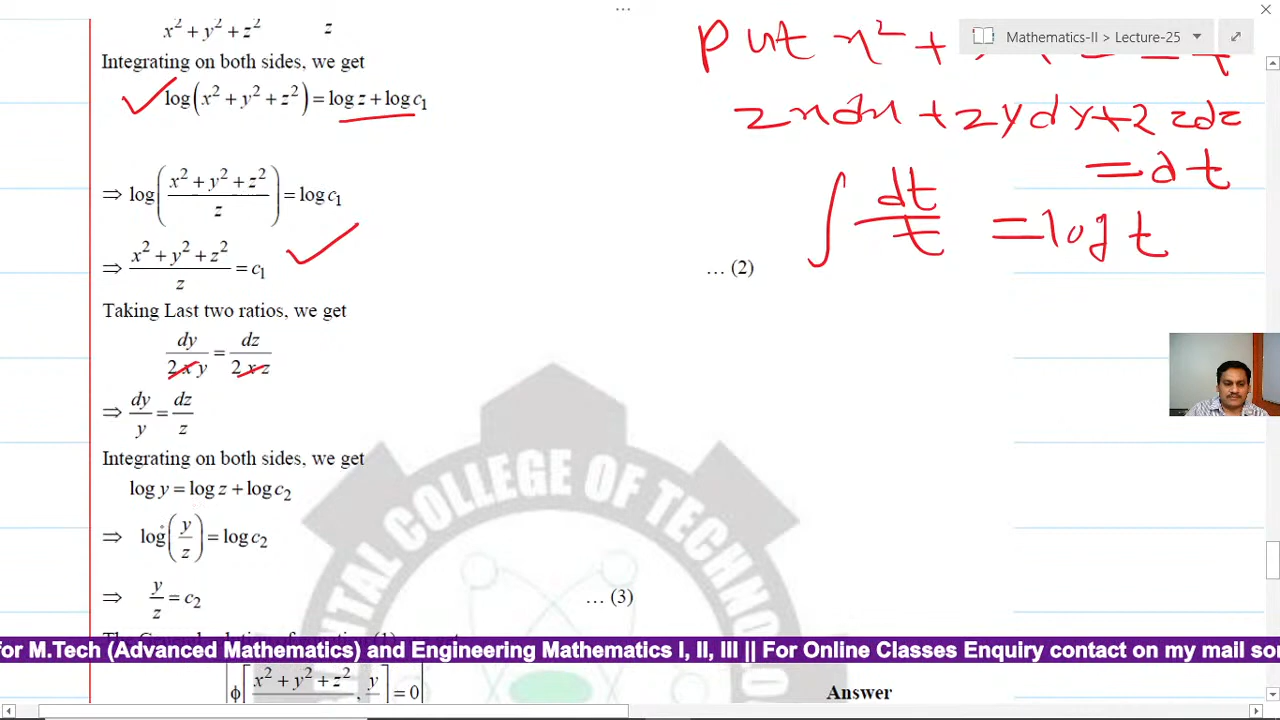 x² + y² + z² z
Integrating on both sides, we get
log(x² + y² + z²) = log z + log c₁
⇒ log((x² + y² + z²)/z) = log c₁
⇒ (x² + y² + z²)/z = c₁ … (2)
Taking Last two ratios, we get
dy/2xy = dz/2xz
⇒ dy/y = dz/z
Integrating on both sides, we get
log y = log z + log c₂
⇒ log(y/z) = log c₂
⇒ y/z = c₂ … (3)
for M.Tech (Advanced Mathematics) and Engineering Mathematics I, II, III || For Online Classes Enquiry contact on my mail
ϕ[x² + y² + z², y] = 0
Answer
Mathematics-II > Lecture-25
put x² +
2xdx + 2ydy + 2zdz
= dt
∫ dt/t = log t
COLLEGE OF